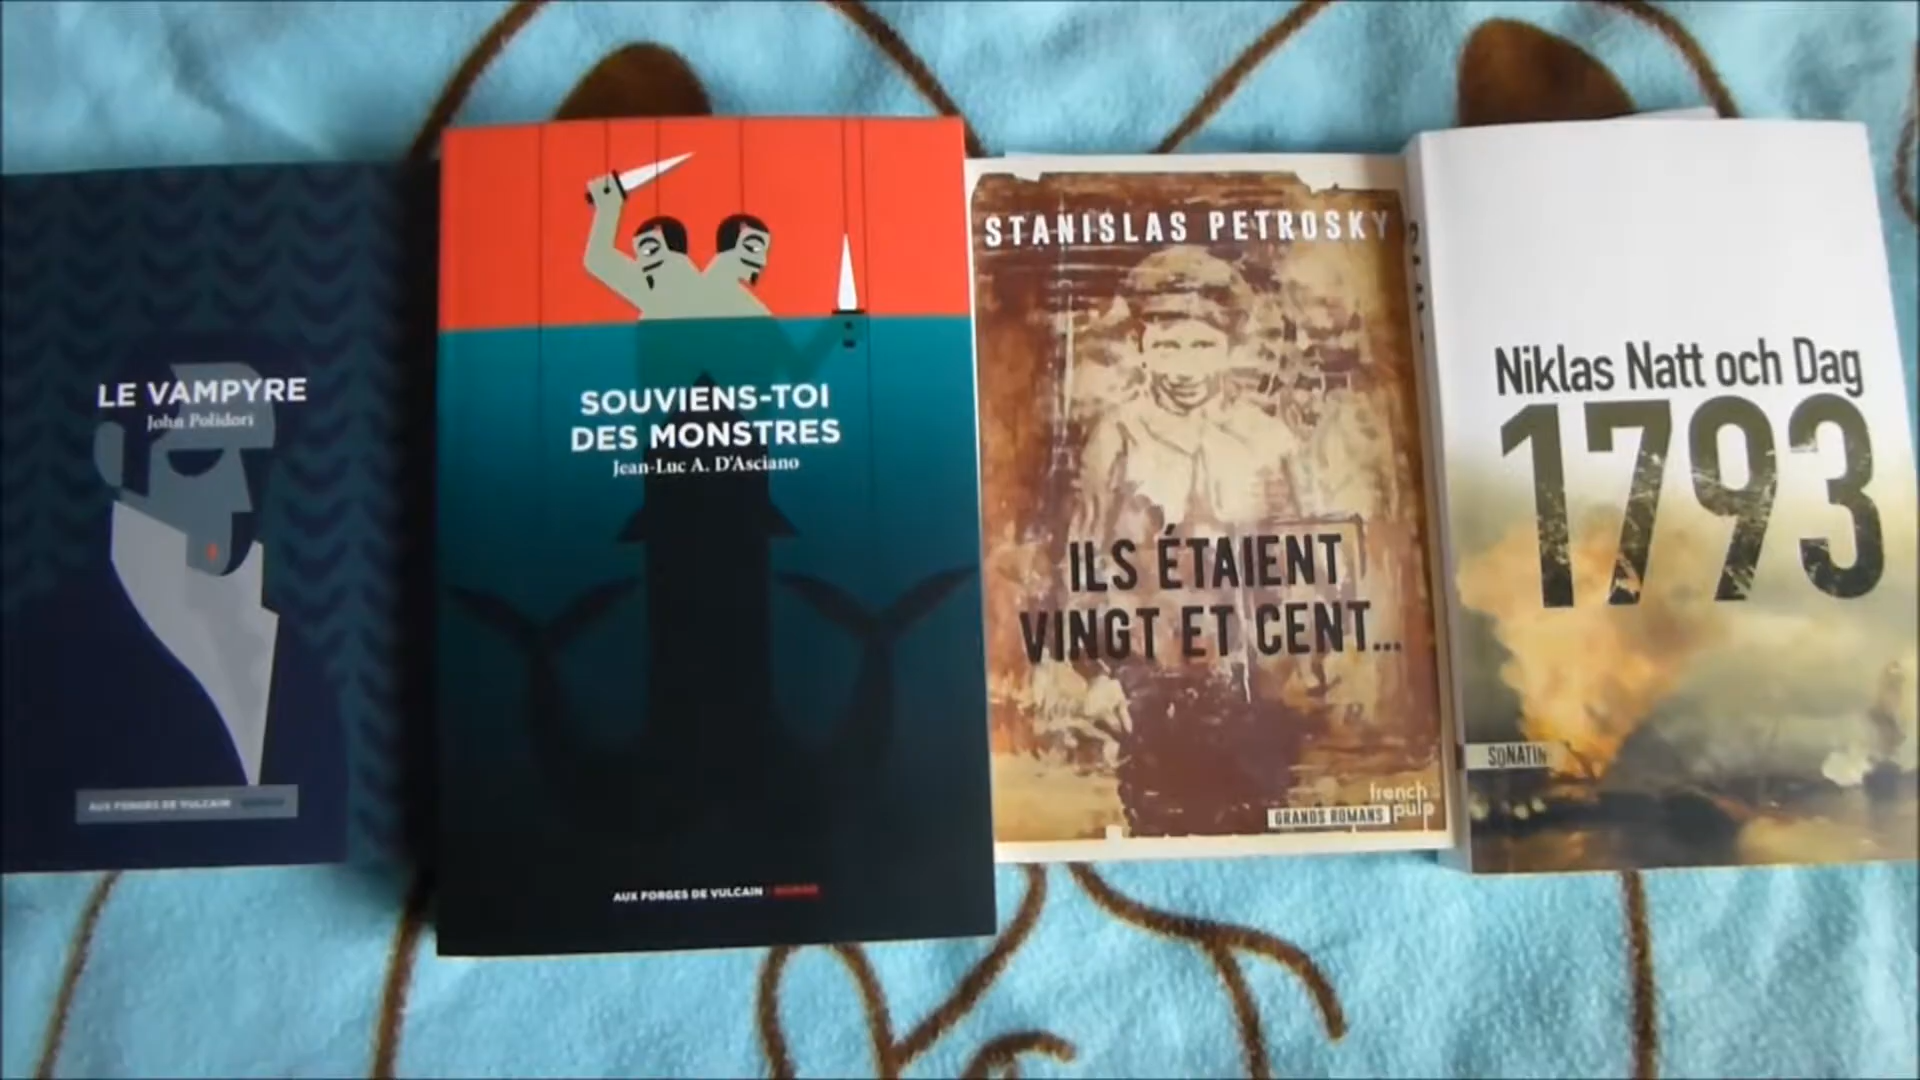 LE VAMPYRE
John Polidori
AUX FORGES DE VULCAIN
SOUVIENS-TOI
DES MONSTRES
Jean-Luc A. D'Asciano
AUX FORGES DE VULCAIN
STANISLAS PETROSKY
ILS ÉTAIENT
VINGT ET CENT...
french
GRANDS ROMANS pulp
Niklas Natt och Dag
1793
SONATIN